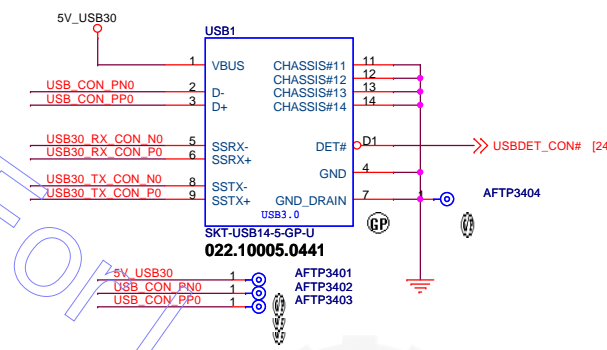 5V_USB30
USB1
1 VBUS CHASSIS#11 11
CHASSIS#12 12
USB_CON_PN0 2 D- CHASSIS#13 13
USB_CON_PP0 3 D+ CHASSIS#14 14
USB30_RX_CON_N0 5 SSRX- DET# D1 USBDET_CON# [24
USB30_RX_CON_P0 6 SSRX+
GND 4
USB30_TX_CON_N0 8 SSTX-
USB30_TX_CON_P0 9 SSTX+ GND_DRAIN 7 1 AFTP3404
USB3.0
GP
SKT-USB14-5-GP-U
022.10005.0441
5V_USB30 1 AFTP3401
USB_CON_PN0 1 AFTP3402
USB_CON_PP0 1 AFTP3403